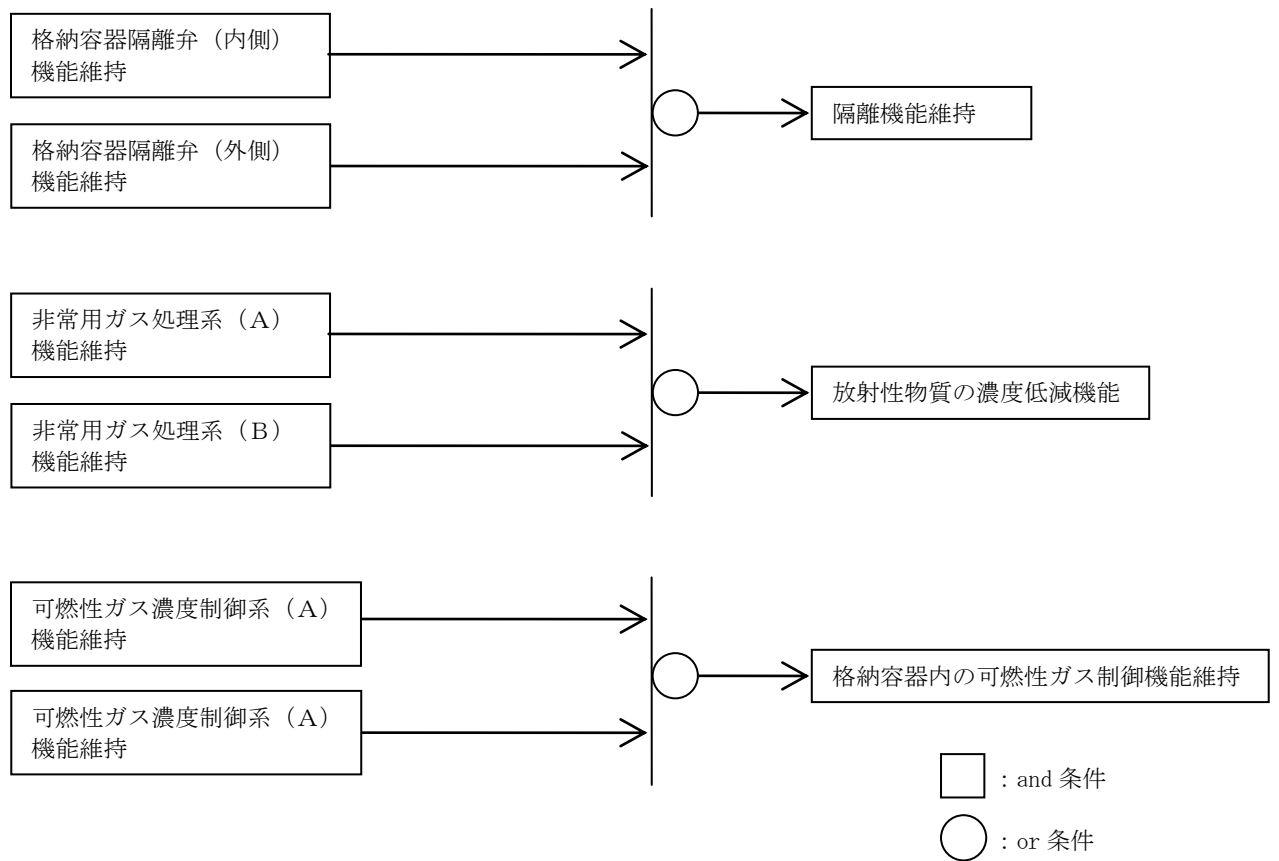 格納容器隔離弁（内側）
機能維持
格納容器隔離弁（外側）
機能維持
隔離機能維持
非常用ガス処理系（Ａ）
機能維持
非常用ガス処理系（Ｂ）
機能維持
放射性物質の濃度低減機能
可燃性ガス濃度制御系（Ａ）
機能維持
可燃性ガス濃度制御系（Ａ）
機能維持
格納容器内の可燃性ガス制御機能維持
：and 条件
：or 条件